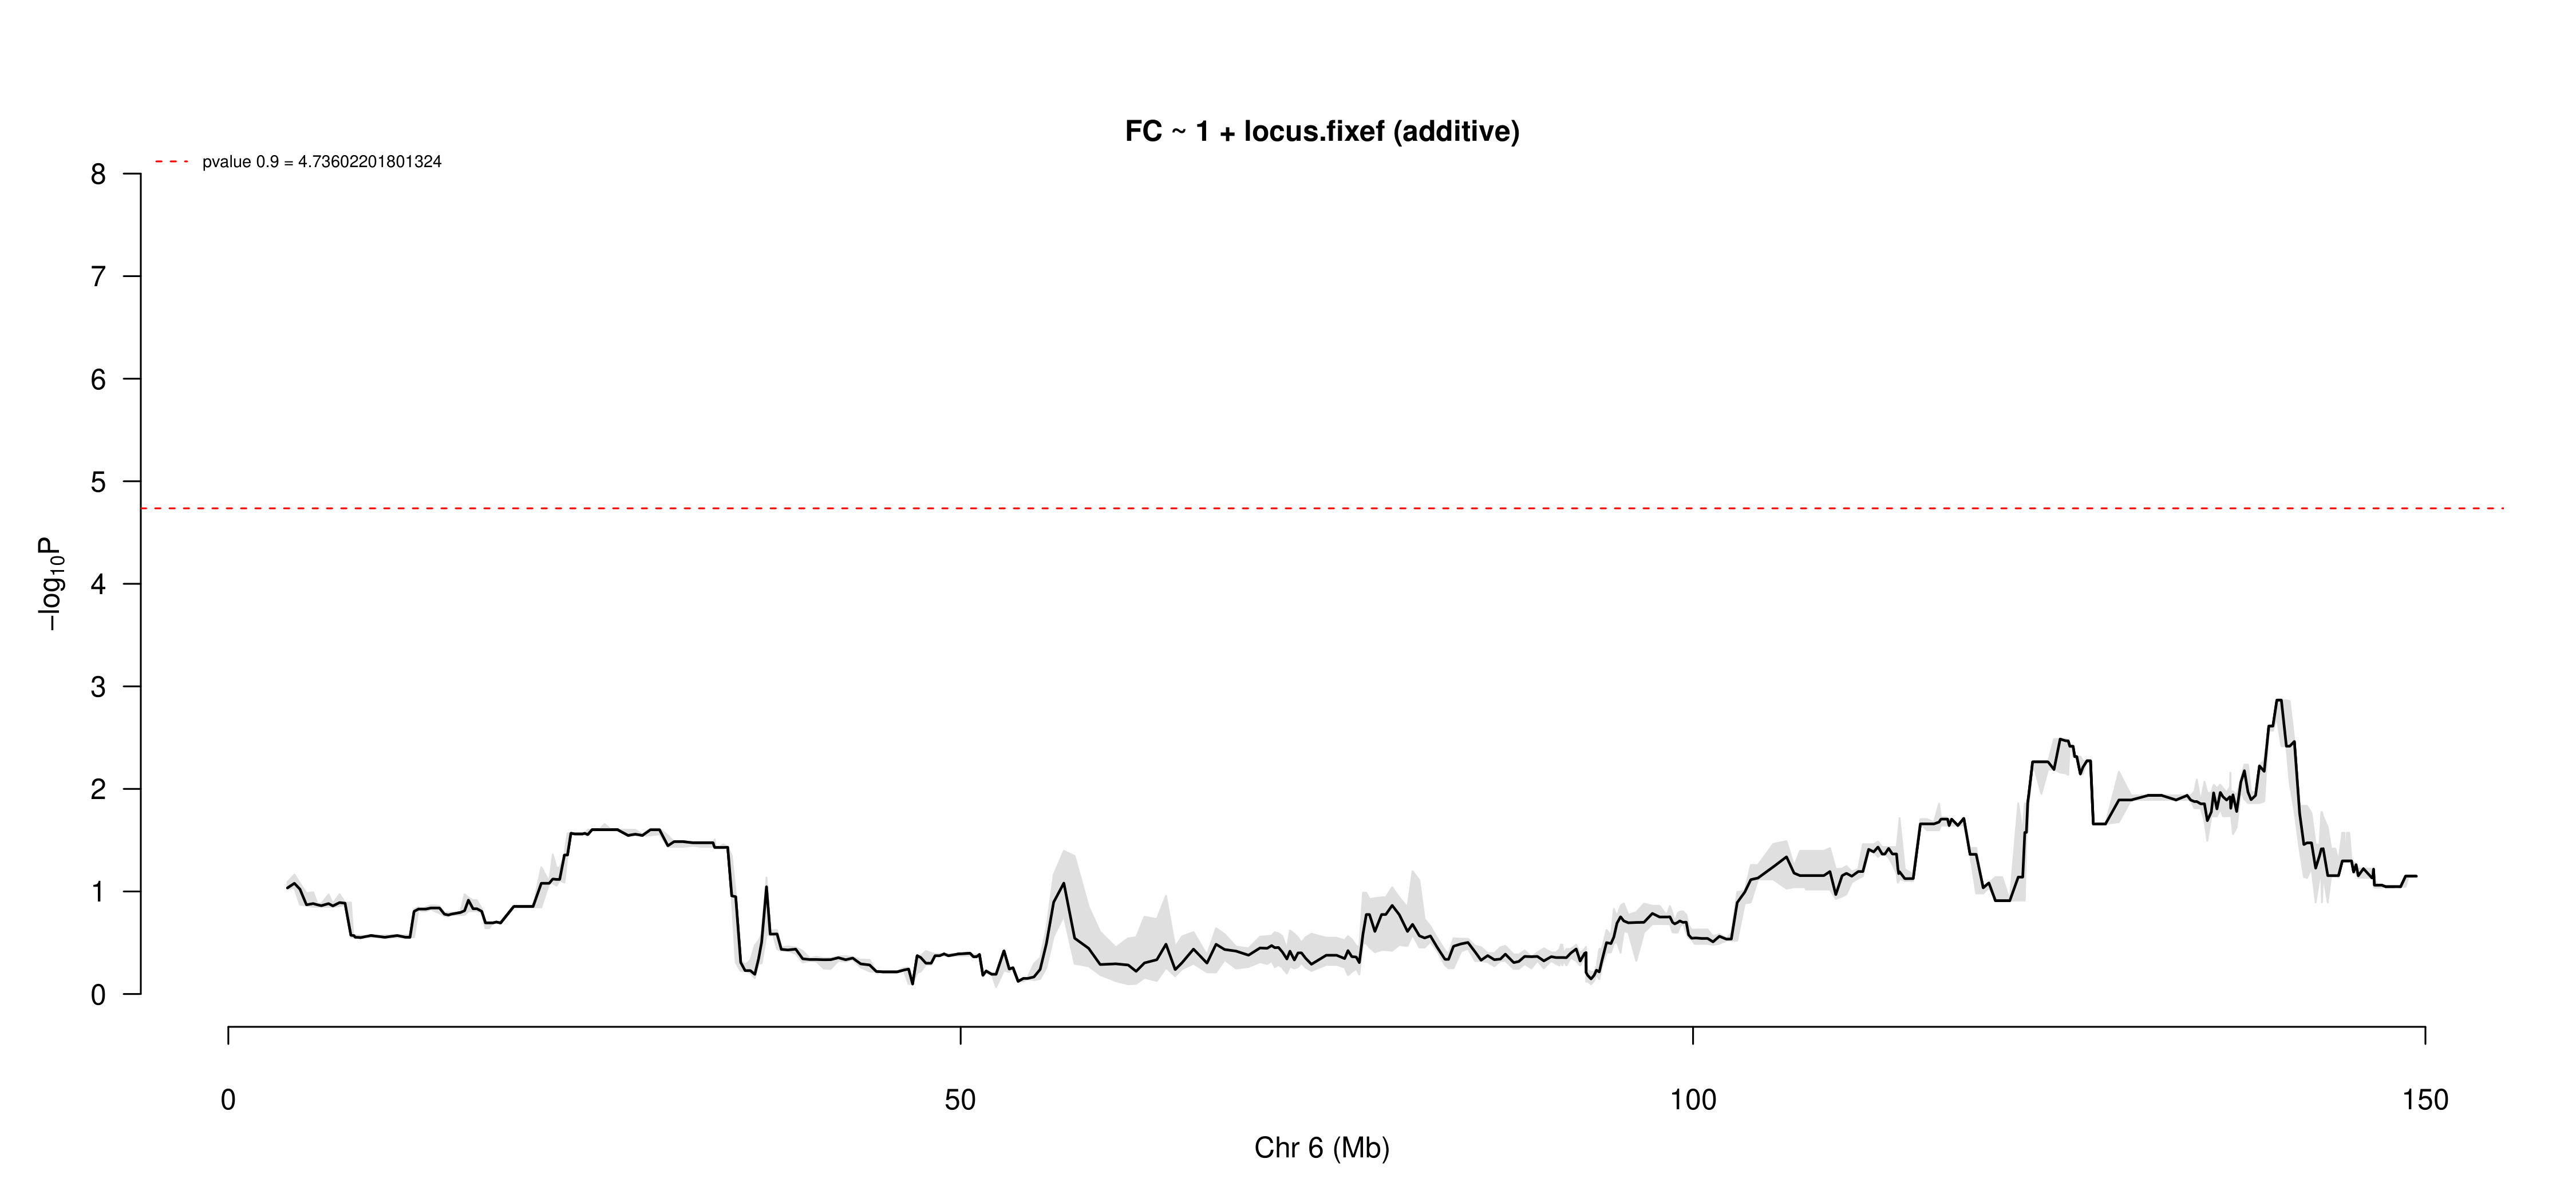 FC ~ 1 + locus.fixef (additive)
pvalue 0.9 = 4.73602201801324
8
7
6
5
4
3
2
1
0
−log10P
0 50 100 150
Chr 6 (Mb)